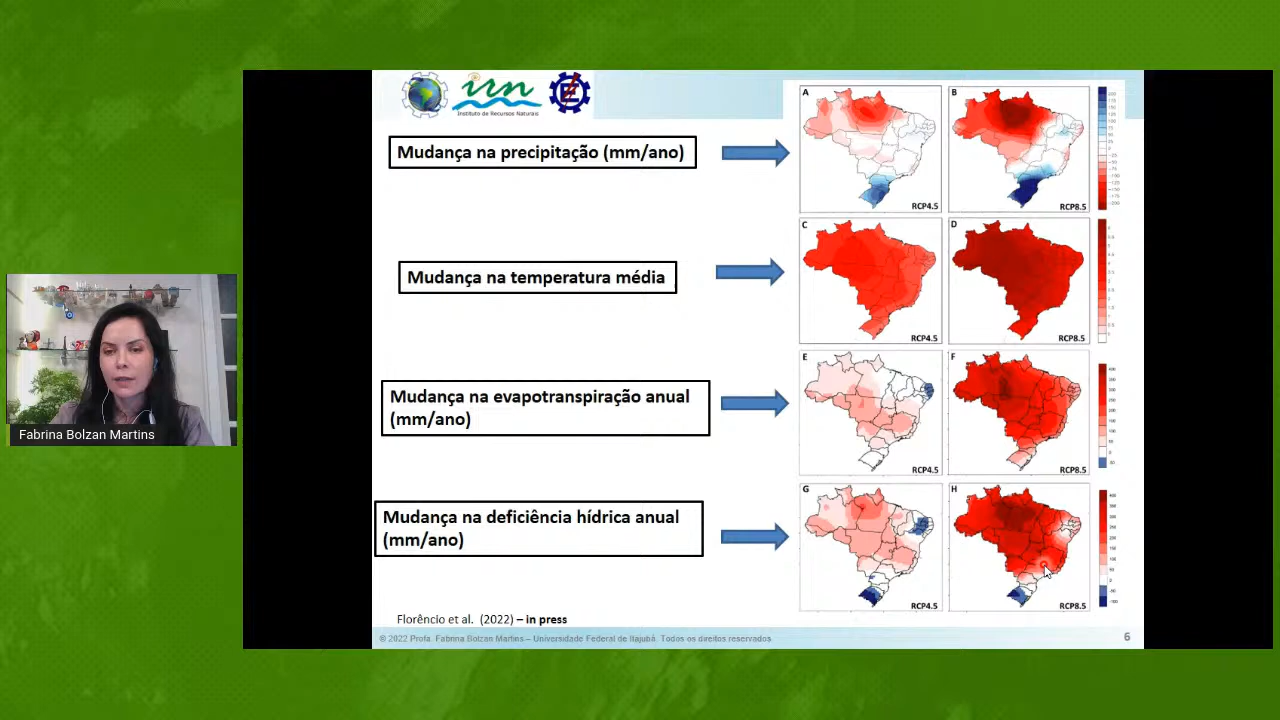 irn
Instituto de Recursos Naturais
Mudança na precipitação (mm/ano)
A
B
RCP4.5
RCP8.5
Mudança na temperatura média
C
D
RCP4.5
RCP8.5
Mudança na evapotranspiração anual
(mm/ano)
E
F
RCP4.5
RCP8.5
Mudança na deficiência hídrica anual
(mm/ano)
G
H
RCP4.5
RCP8.5
Fabrina Bolzan Martins
Florêncio et al. (2022) – in press
© 2022 Profa. Fabrina Bolzan Martins – Universidade Federal de Itajubá. Todos os direitos reservados
6